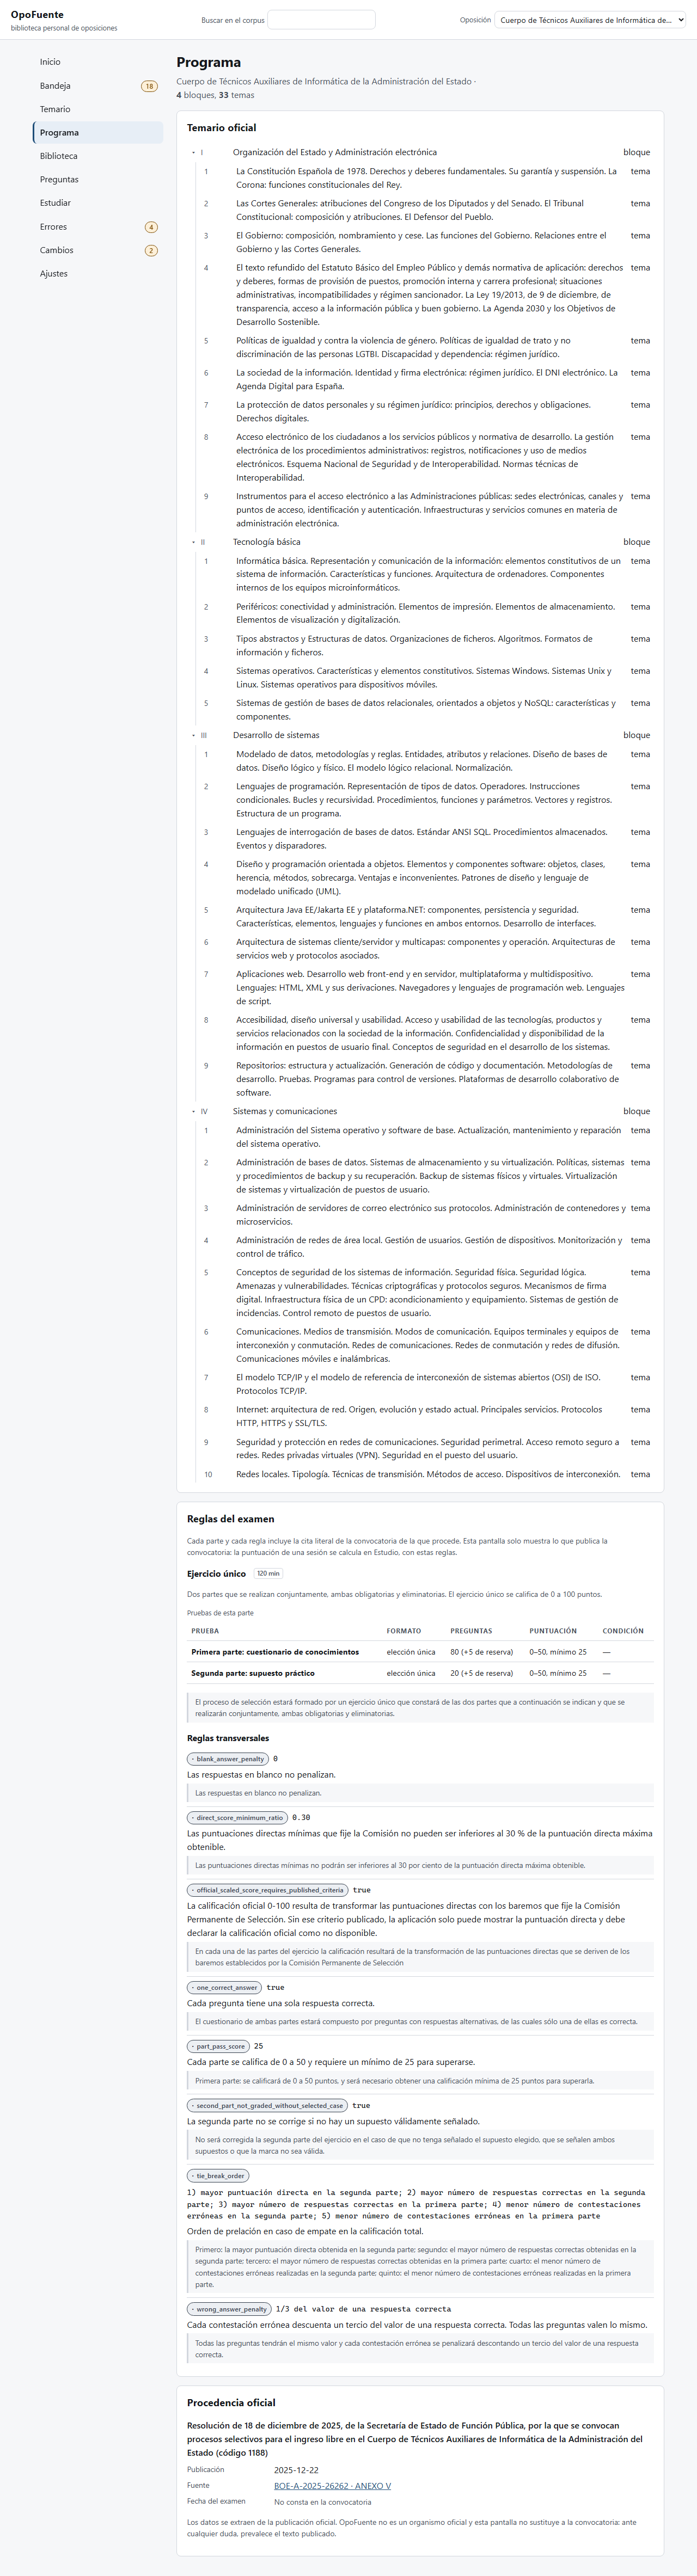 OpoFuente
biblioteca personal de oposiciones
Buscar en el corpus
Oposición
Cuerpo de Técnicos Auxiliares de Informática de...
Inicio
Bandeja 18
Temario
Programa
Biblioteca
Preguntas
Estudiar
Errores 4
Cambios 2
Ajustes
Programa
Cuerpo de Técnicos Auxiliares de Informática de la Administración del Estado ·
4 bloques, 33 temas
Temario oficial
I Organización del Estado y Administración electrónica bloque
1 La Constitución Española de 1978. Derechos y deberes fundamentales. Su garantía y suspensión. La tema
Corona: funciones constitucionales del Rey.
2 Las Cortes Generales: atribuciones del Congreso de los Diputados y del Senado. El Tribunal tema
Constitucional: composición y atribuciones. El Defensor del Pueblo.
3 El Gobierno: composición, nombramiento y cese. Las funciones del Gobierno. Relaciones entre el tema
Gobierno y las Cortes Generales.
4 El texto refundido del Estatuto Básico del Empleo Público y demás normativa de aplicación: derechos tema
y deberes, formas de provisión de puestos, promoción interna y carrera profesional; situaciones
administrativas, incompatibilidades y régimen sancionador. La Ley 19/2013, de 9 de diciembre, de
transparencia, acceso a la información pública y buen gobierno. La Agenda 2030 y los Objetivos de
Desarrollo Sostenible.
5 Políticas de igualdad y contra la violencia de género. Políticas de igualdad de trato y no tema
discriminación de las personas LGTBI. Discapacidad y dependencia: régimen jurídico.
6 La sociedad de la información. Identidad y firma electrónica: régimen jurídico. El DNI electrónico. La tema
Agenda Digital para España.
7 La protección de datos personales y su régimen jurídico: principios, derechos y obligaciones. tema
Derechos digitales.
8 Acceso electrónico de los ciudadanos a los servicios públicos y normativa de desarrollo. La gestión tema
electrónica de los procedimientos administrativos: registros, notificaciones y uso de medios
electrónicos. Esquema Nacional de Seguridad y de Interoperabilidad. Normas técnicas de
Interoperabilidad.
9 Instrumentos para el acceso electrónico a las Administraciones públicas: sedes electrónicas, canales y tema
puntos de acceso, identificación y autenticación. Infraestructuras y servicios comunes en materia de
administración electrónica.
II Tecnología básica bloque
1 Informática básica. Representación y comunicación de la información: elementos constitutivos de un tema
sistema de información. Características y funciones. Arquitectura de ordenadores. Componentes
internos de los equipos microinformáticos.
2 Periféricos: conectividad y administración. Elementos de impresión. Elementos de almacenamiento. tema
Elementos de visualización y digitalización.
3 Tipos abstractos y Estructuras de datos. Organizaciones de ficheros. Algoritmos. Formatos de tema
información y ficheros.
4 Sistemas operativos. Características y elementos constitutivos. Sistemas Windows. Sistemas Unix y tema
Linux. Sistemas operativos para dispositivos móviles.
5 Sistemas de gestión de bases de datos relacionales, orientados a objetos y NoSQL: características y tema
componentes.
III Desarrollo de sistemas bloque
1 Modelado de datos, metodologías y reglas. Entidades, atributos y relaciones. Diseño de bases de tema
datos. Diseño lógico y físico. El modelo lógico relacional. Normalización.
2 Lenguajes de programación. Representación de tipos de datos. Operadores. Instrucciones tema
condicionales. Bucles y recursividad. Procedimientos, funciones y parámetros. Vectores y registros.
Estructura de un programa.
3 Lenguajes de interrogación de bases de datos. Estándar ANSI SQL. Procedimientos almacenados. tema
Eventos y disparadores.
4 Diseño y programación orientada a objetos. Elementos y componentes software: objetos, clases, tema
herencia, métodos, sobrecarga. Ventajas e inconvenientes. Patrones de diseño y lenguaje de
modelado unificado (UML).
5 Arquitectura Java EE/Jakarta EE y plataforma.NET: componentes, persistencia y seguridad. tema
Características, elementos, lenguajes y funciones en ambos entornos. Desarrollo de interfaces.
6 Arquitectura de sistemas cliente/servidor y multicapas: componentes y operación. Arquitecturas de tema
servicios web y protocolos asociados.
7 Aplicaciones web. Desarrollo web front-end y en servidor, multiplataforma y multidispositivo. tema
Lenguajes: HTML, XML y sus derivaciones. Navegadores y lenguajes de programación web. Lenguajes
de script.
8 Accesibilidad, diseño universal y usabilidad. Acceso y usabilidad de las tecnologías, productos y tema
servicios relacionados con la sociedad de la información. Confidencialidad y disponibilidad de la
información en puestos de usuario final. Conceptos de seguridad en el desarrollo de los sistemas.
9 Repositorios: estructura y actualización. Generación de código y documentación. Metodologías de tema
desarrollo. Pruebas. Programas para control de versiones. Plataformas de desarrollo colaborativo de
software.
IV Sistemas y comunicaciones bloque
1 Administración del Sistema operativo y software de base. Actualización, mantenimiento y reparación tema
del sistema operativo.
2 Administración de bases de datos. Sistemas de almacenamiento y su virtualización. Políticas, sistemas tema
y procedimientos de backup y su recuperación. Backup de sistemas físicos y virtuales. Virtualización
de sistemas y virtualización de puestos de usuario.
3 Administración de servidores de correo electrónico sus protocolos. Administración de contenedores y tema
microservicios.
4 Administración de redes de área local. Gestión de usuarios. Gestión de dispositivos. Monitorización y tema
control de tráfico.
5 Conceptos de seguridad de los sistemas de información. Seguridad física. Seguridad lógica. tema
Amenazas y vulnerabilidades. Técnicas criptográficas y protocolos seguros. Mecanismos de firma
digital. Infraestructura física de un CPD: acondicionamiento y equipamiento. Sistemas de gestión de
incidencias. Control remoto de puestos de usuario.
6 Comunicaciones. Medios de transmisión. Modos de comunicación. Equipos terminales y equipos de tema
interconexión y conmutación. Redes de comunicaciones. Redes de conmutación y redes de difusión.
Comunicaciones móviles e inalámbricas.
7 El modelo TCP/IP y el modelo de referencia de interconexión de sistemas abiertos (OSI) de ISO. tema
Protocolos TCP/IP.
8 Internet: arquitectura de red. Origen, evolución y estado actual. Principales servicios. Protocolos tema
HTTP, HTTPS y SSL/TLS.
9 Seguridad y protección en redes de comunicaciones. Seguridad perimetral. Acceso remoto seguro a tema
redes. Redes privadas virtuales (VPN). Seguridad en el puesto del usuario.
10 Redes locales. Tipología. Técnicas de transmisión. Métodos de acceso. Dispositivos de interconexión. tema
Reglas del examen
Cada parte y cada regla incluye la cita literal de la convocatoria de la que procede. Esta pantalla solo muestra lo que publica la
convocatoria: la puntuación de una sesión se calcula en Estudio, con estas reglas.
Ejercicio único 120 min
Dos partes que se realizan conjuntamente, ambas obligatorias y eliminatorias. El ejercicio único se califica de 0 a 100 puntos.
Pruebas de esta parte
PRUEBA FORMATO PREGUNTAS PUNTUACIÓN CONDICIÓN
Primera parte: cuestionario de conocimientos elección única 80 (+5 de reserva) 0–50, mínimo 25 —
Segunda parte: supuesto práctico elección única 20 (+5 de reserva) 0–50, mínimo 25 —
El proceso de selección estará formado por un ejercicio único que constará de las dos partes que a continuación se indican y que se
realizarán conjuntamente, ambas obligatorias y eliminatorias.
Reglas transversales
· blank_answer_penalty 0
Las respuestas en blanco no penalizan.
Las respuestas en blanco no penalizan.
· direct_score_minimum_ratio 0.30
Las puntuaciones directas mínimas que fije la Comisión no pueden ser inferiores al 30 % de la puntuación directa máxima
obtenible.
Las puntuaciones directas mínimas no podrán ser inferiores al 30 por ciento de la puntuación directa máxima obtenible.
· official_scaled_score_requires_published_criteria true
La calificación oficial 0-100 resulta de transformar las puntuaciones directas con los baremos que fije la Comisión
Permanente de Selección. Sin ese criterio publicado, la aplicación solo puede mostrar la puntuación directa y debe
declarar la calificación oficial como no disponible.
En cada una de las partes del ejercicio la calificación resultará de la transformación de las puntuaciones directas que se deriven de los
baremos establecidos por la Comisión Permanente de Selección
· one_correct_answer true
Cada pregunta tiene una sola respuesta correcta.
El cuestionario de ambas partes estará compuesto por preguntas con respuestas alternativas, de las cuales sólo una de ellas es correcta.
· part_pass_score 25
Cada parte se califica de 0 a 50 y requiere un mínimo de 25 para superarse.
Primera parte: se calificará de 0 a 50 puntos, y será necesario obtener una calificación mínima de 25 puntos para superarla.
· second_part_not_graded_without_selected_case true
La segunda parte no se corrige si no hay un supuesto válidamente señalado.
No será corregida la segunda parte del ejercicio en el caso de que no tenga señalado el supuesto elegido, que se señalen ambos
supuestos o que la marca no sea válida.
· tie_break_order
1) mayor puntuación directa en la segunda parte; 2) mayor número de respuestas correctas en la segunda
parte; 3) mayor número de respuestas correctas en la primera parte; 4) menor número de contestaciones
erróneas en la segunda parte; 5) menor número de contestaciones erróneas en la primera parte
Orden de prelación en caso de empate en la calificación total.
Primero: la mayor puntuación directa obtenida en la segunda parte; segundo: el mayor número de respuestas correctas obtenidas en la
segunda parte; tercero: el mayor número de respuestas correctas obtenidas en la primera parte; cuarto: el menor número de
contestaciones erróneas realizadas en la segunda parte; quinto: el menor número de contestaciones erróneas realizadas en la primera
parte.
· wrong_answer_penalty 1/3 del valor de una respuesta correcta
Cada contestación errónea descuenta un tercio del valor de una respuesta correcta. Todas las preguntas valen lo mismo.
Todas las preguntas tendrán el mismo valor y cada contestación errónea se penalizará descontando un tercio del valor de una respuesta
correcta.
Procedencia oficial
Resolución de 18 de diciembre de 2025, de la Secretaría de Estado de Función Pública, por la que se convocan
procesos selectivos para el ingreso libre en el Cuerpo de Técnicos Auxiliares de Informática de la Administración del
Estado (código 1188)
Publicación 2025-12-22
Fuente BOE-A-2025-26262 · ANEXO V
Fecha del examen No consta en la convocatoria
Los datos se extraen de la publicación oficial. OpoFuente no es un organismo oficial y esta pantalla no sustituye a la convocatoria: ante
cualquier duda, prevalece el texto publicado.